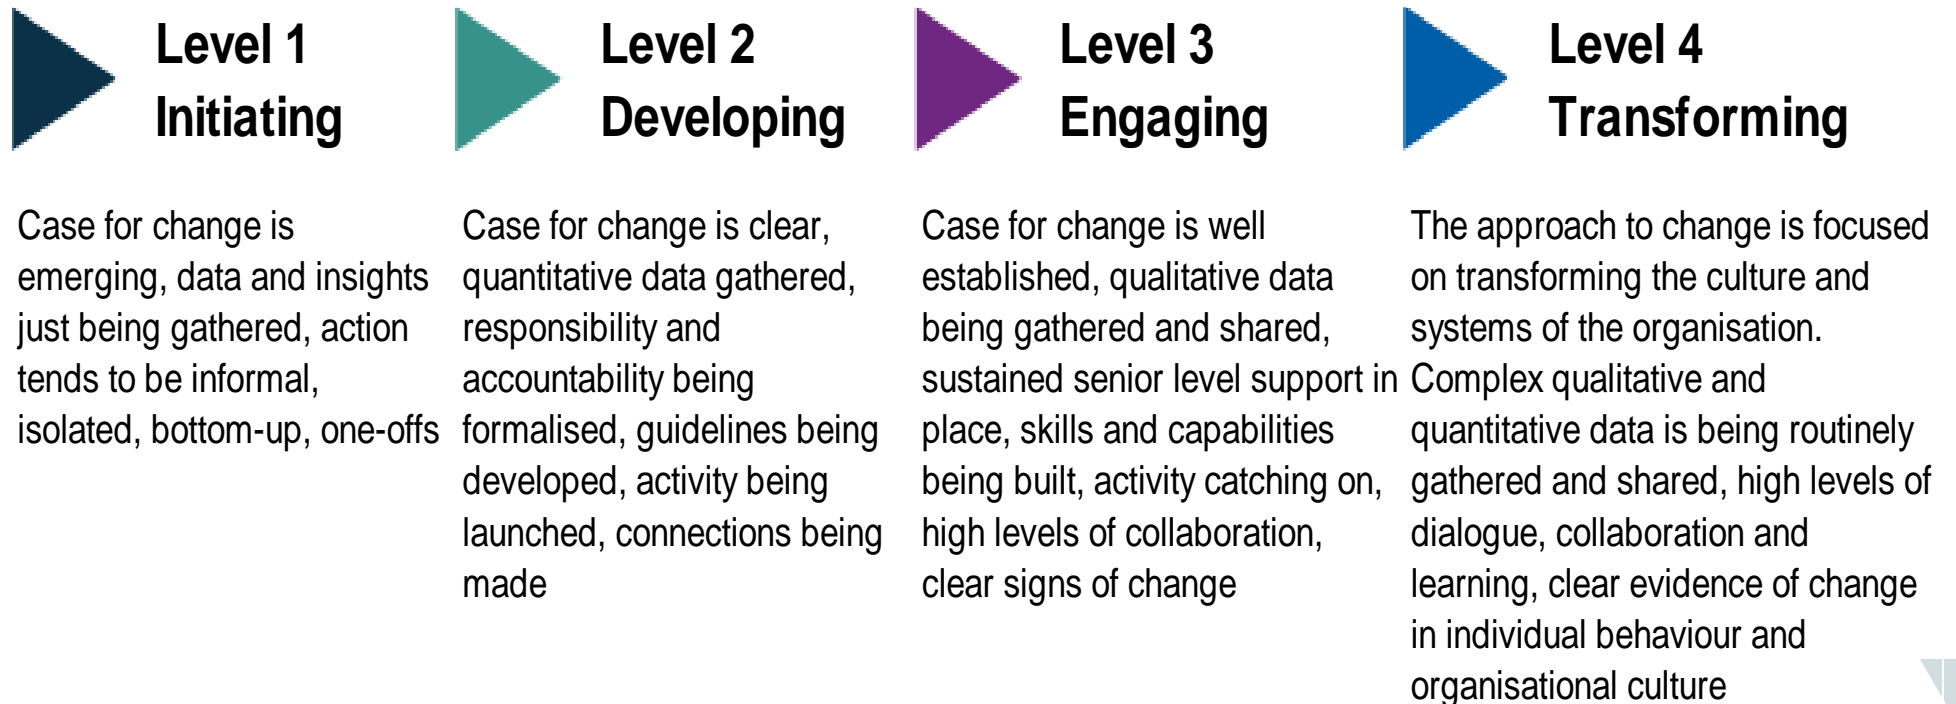 Level 1
Initiating
Case for change is
emerging, data and insights
just being gathered, action
tends to be informal,
isolated, bottom-up, one-offs
Level 2
Developing
Case for change is clear,
quantitative data gathered,
responsibility and
accountability being
formalised, guidelines being
developed, activity being
launched, connections being
made
Level 3
Engaging
Case for change is well
established, qualitative data
being gathered and shared,
sustained senior level support in
place, skills and capabilities
being built, activity catching on,
high levels of collaboration,
clear signs of change
Level 4
Transforming
The approach to change is focused
on transforming the culture and
systems of the organisation.
Complex qualitative and
quantitative data is being routinely
gathered and shared, high levels of
dialogue, collaboration and
learning, clear evidence of change
in individual behaviour and
organisational culture